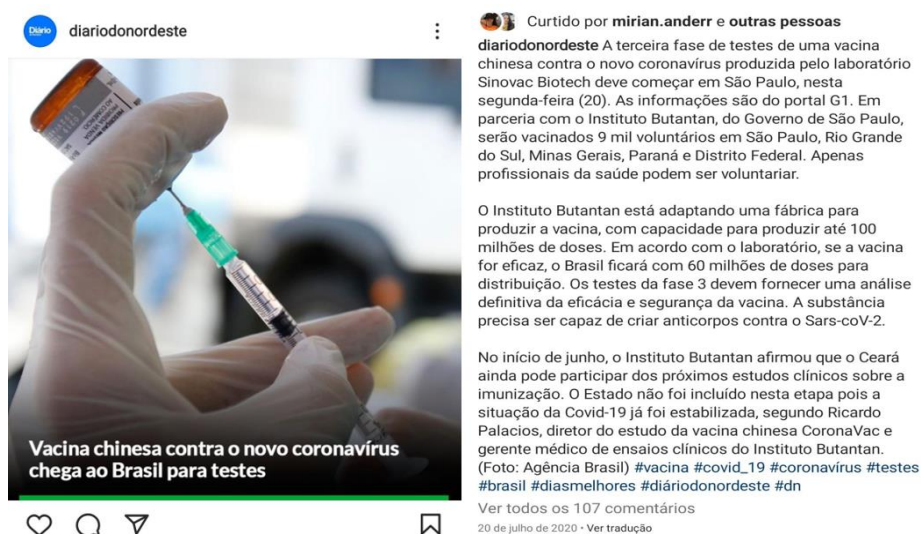 Diário
diariodonordeste
PROIBIDA VENDA
AO COMÉRCIO
Vacina chinesa contra o novo coronavírus
chega ao Brasil para testes
Curtido por mirian.anderr e outras pessoas
diariodonordeste A terceira fase de testes de uma vacina
chinesa contra o novo coronavírus produzida pelo laboratório
Sinovac Biotech deve começar em São Paulo, nesta
segunda-feira (20). As informações são do portal G1. Em
parceria com o Instituto Butantan, do Governo de São Paulo,
serão vacinados 9 mil voluntários em São Paulo, Rio Grande
do Sul, Minas Gerais, Paraná e Distrito Federal. Apenas
profissionais da saúde podem ser voluntariar.
O Instituto Butantan está adaptando uma fábrica para
produzir a vacina, com capacidade para produzir até 100
milhões de doses. Em acordo com o laboratório, se a vacina
for eficaz, o Brasil ficará com 60 milhões de doses para
distribuição. Os testes da fase 3 devem fornecer uma análise
definitiva da eficácia e segurança da vacina. A substância
precisa ser capaz de criar anticorpos contra o Sars-coV-2.
No início de junho, o Instituto Butantan afirmou que o Ceará
ainda pode participar dos próximos estudos clínicos sobre a
imunização. O Estado não foi incluído nesta etapa pois a
situação da Covid-19 já foi estabilizada, segundo Ricardo
Palacios, diretor do estudo da vacina chinesa CoronaVac e
gerente médico de ensaios clínicos do Instituto Butantan.
(Foto: Agência Brasil) #vacina #covid_19 #coronavírus #testes
#brasil #diasmelhores #diáriodonordeste #dn
Ver todos os 107 comentários
20 de julho de 2020 • Ver tradução